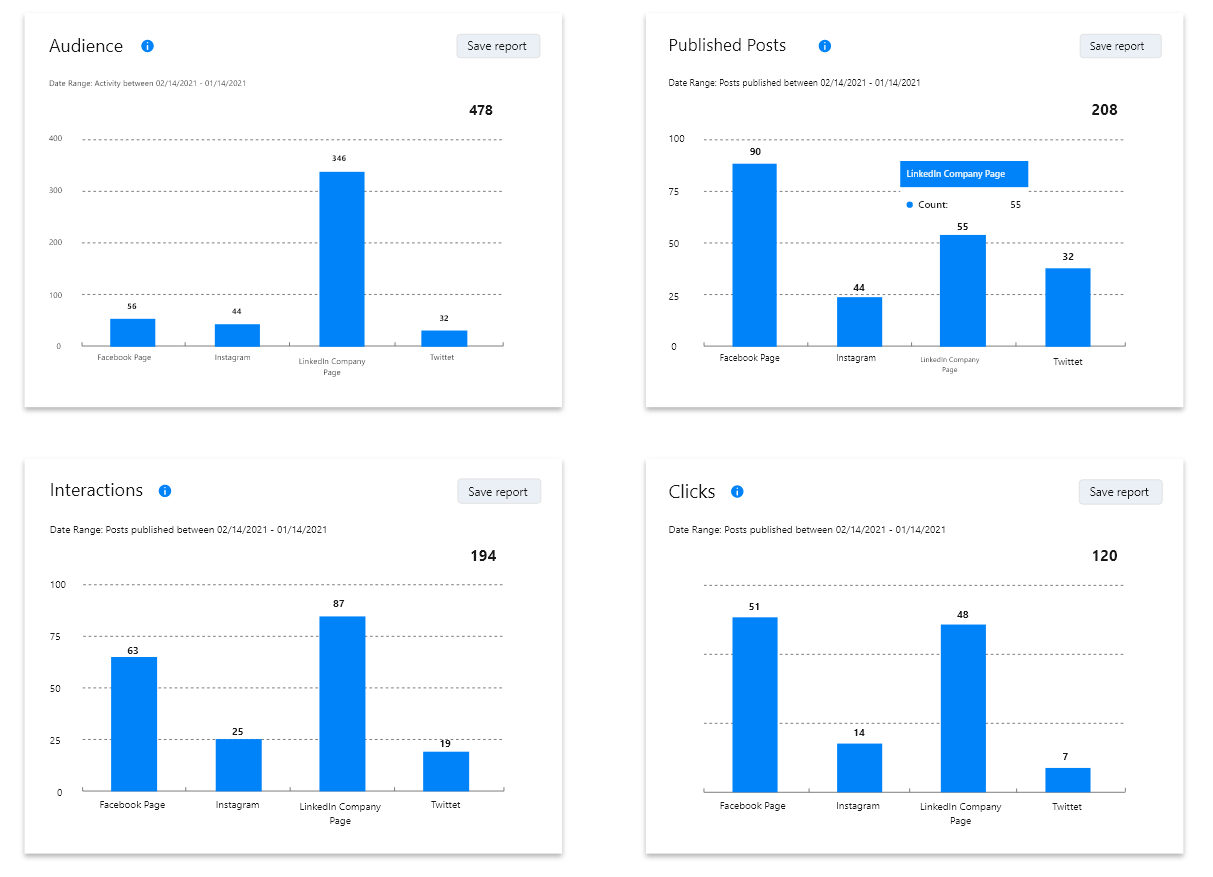 Audience
Save report
Date Range: Activity between 02/14/2021 - 01/14/2021
478
400
300
200
100
0
56
44
346
32
Facebook Page
Instagram
LinkedIn Company
Page
Twittet
Published Posts
Save report
Date Range: Posts published between 02/14/2021 - 01/14/2021
208
100
75
50
25
0
90
44
LinkedIn Company Page
Count: 55
55
32
Facebook Page
Instagram
LinkedIn Company
Page
Twittet
Interactions
Save report
Date Range: Posts published between 02/14/2021 - 01/14/2021
194
100
75
50
25
0
63
25
87
19
Facebook Page
Instagram
LinkedIn Company
Page
Twittet
Clicks
Save report
Date Range: Posts published between 02/14/2021 - 01/14/2021
120
51
14
48
7
Facebook Page
Instagram
LinkedIn Company
Page
Twittet